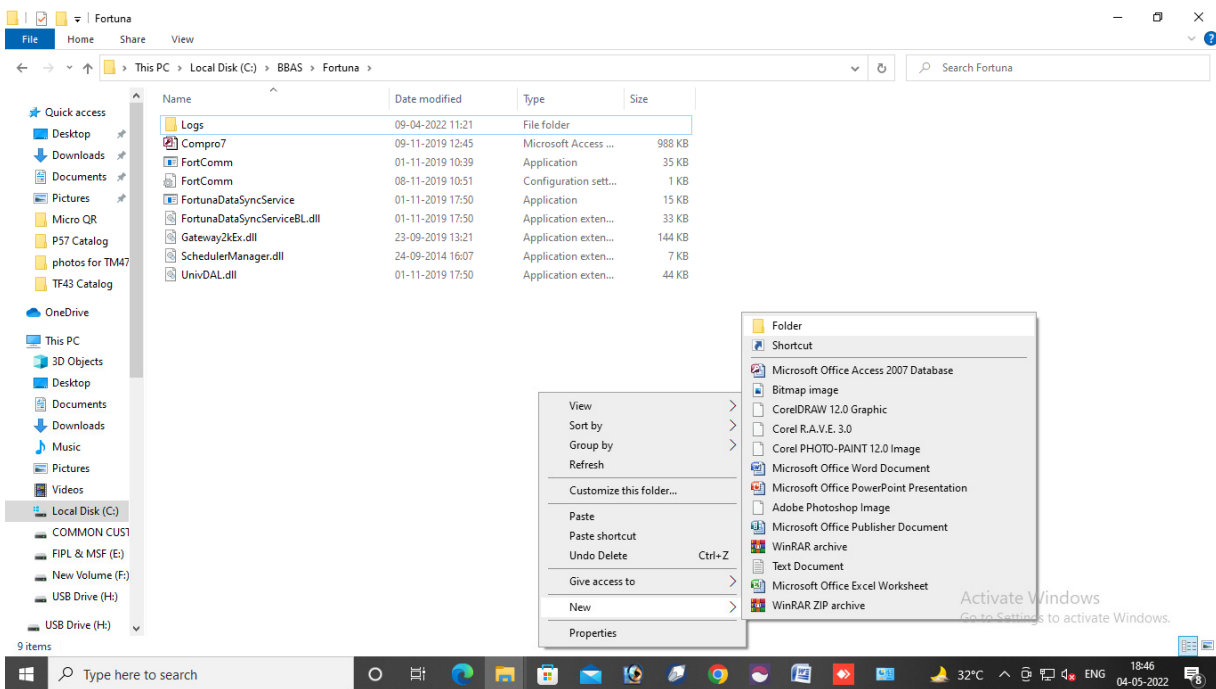 Fortuna
File Home Share View
This PC Local Disk (C:) BBAS Fortuna
Search Fortuna
Quick access
Desktop
Downloads
Documents
Pictures
Micro QR
P57 Catalog
photos for TM47
TF43 Catalog
OneDrive
This PC
3D Objects
Desktop
Documents
Downloads
Music
Pictures
Videos
Local Disk (C:)
COMMON CUST
FIPL & MSF (E:)
New Volume (F:)
USB Drive (H:)
USB Drive (H:)
9 items
Name Date modified Type Size
Logs 09-04-2022 11:21 File folder
Compro7 09-11-2019 12:45 Microsoft Access ... 988 KB
FortComm 01-11-2019 10:39 Application 35 KB
FortComm 08-11-2019 10:51 Configuration sett... 1 KB
FortunaDataSyncService 01-11-2019 17:50 Application 15 KB
FortunaDataSyncServiceBL.dll 01-11-2019 17:50 Application exten... 33 KB
Gateway2kEx.dll 23-09-2019 13:21 Application exten... 144 KB
SchedulerManager.dll 24-09-2014 16:07 Application exten... 7 KB
UnivDAL.dll 01-11-2019 17:50 Application exten... 44 KB
View
Sort by
Group by
Refresh
Customize this folder...
Paste
Paste shortcut
Undo Delete Ctrl+Z
Give access to
New
Properties
Folder
Shortcut
Microsoft Office Access 2007 Database
Bitmap image
CorelDRAW 12.0 Graphic
Corel R.A.V.E. 3.0
Corel PHOTO-PAINT 12.0 Image
Microsoft Office Word Document
Microsoft Office PowerPoint Presentation
Adobe Photoshop Image
Microsoft Office Publisher Document
WinRAR archive
Text Document
Microsoft Office Excel Worksheet
WinRAR ZIP archive
Activate Windows
Go to Settings to activate Windows.
Type here to search
32°C ENG
18:46
04-05-2022
8